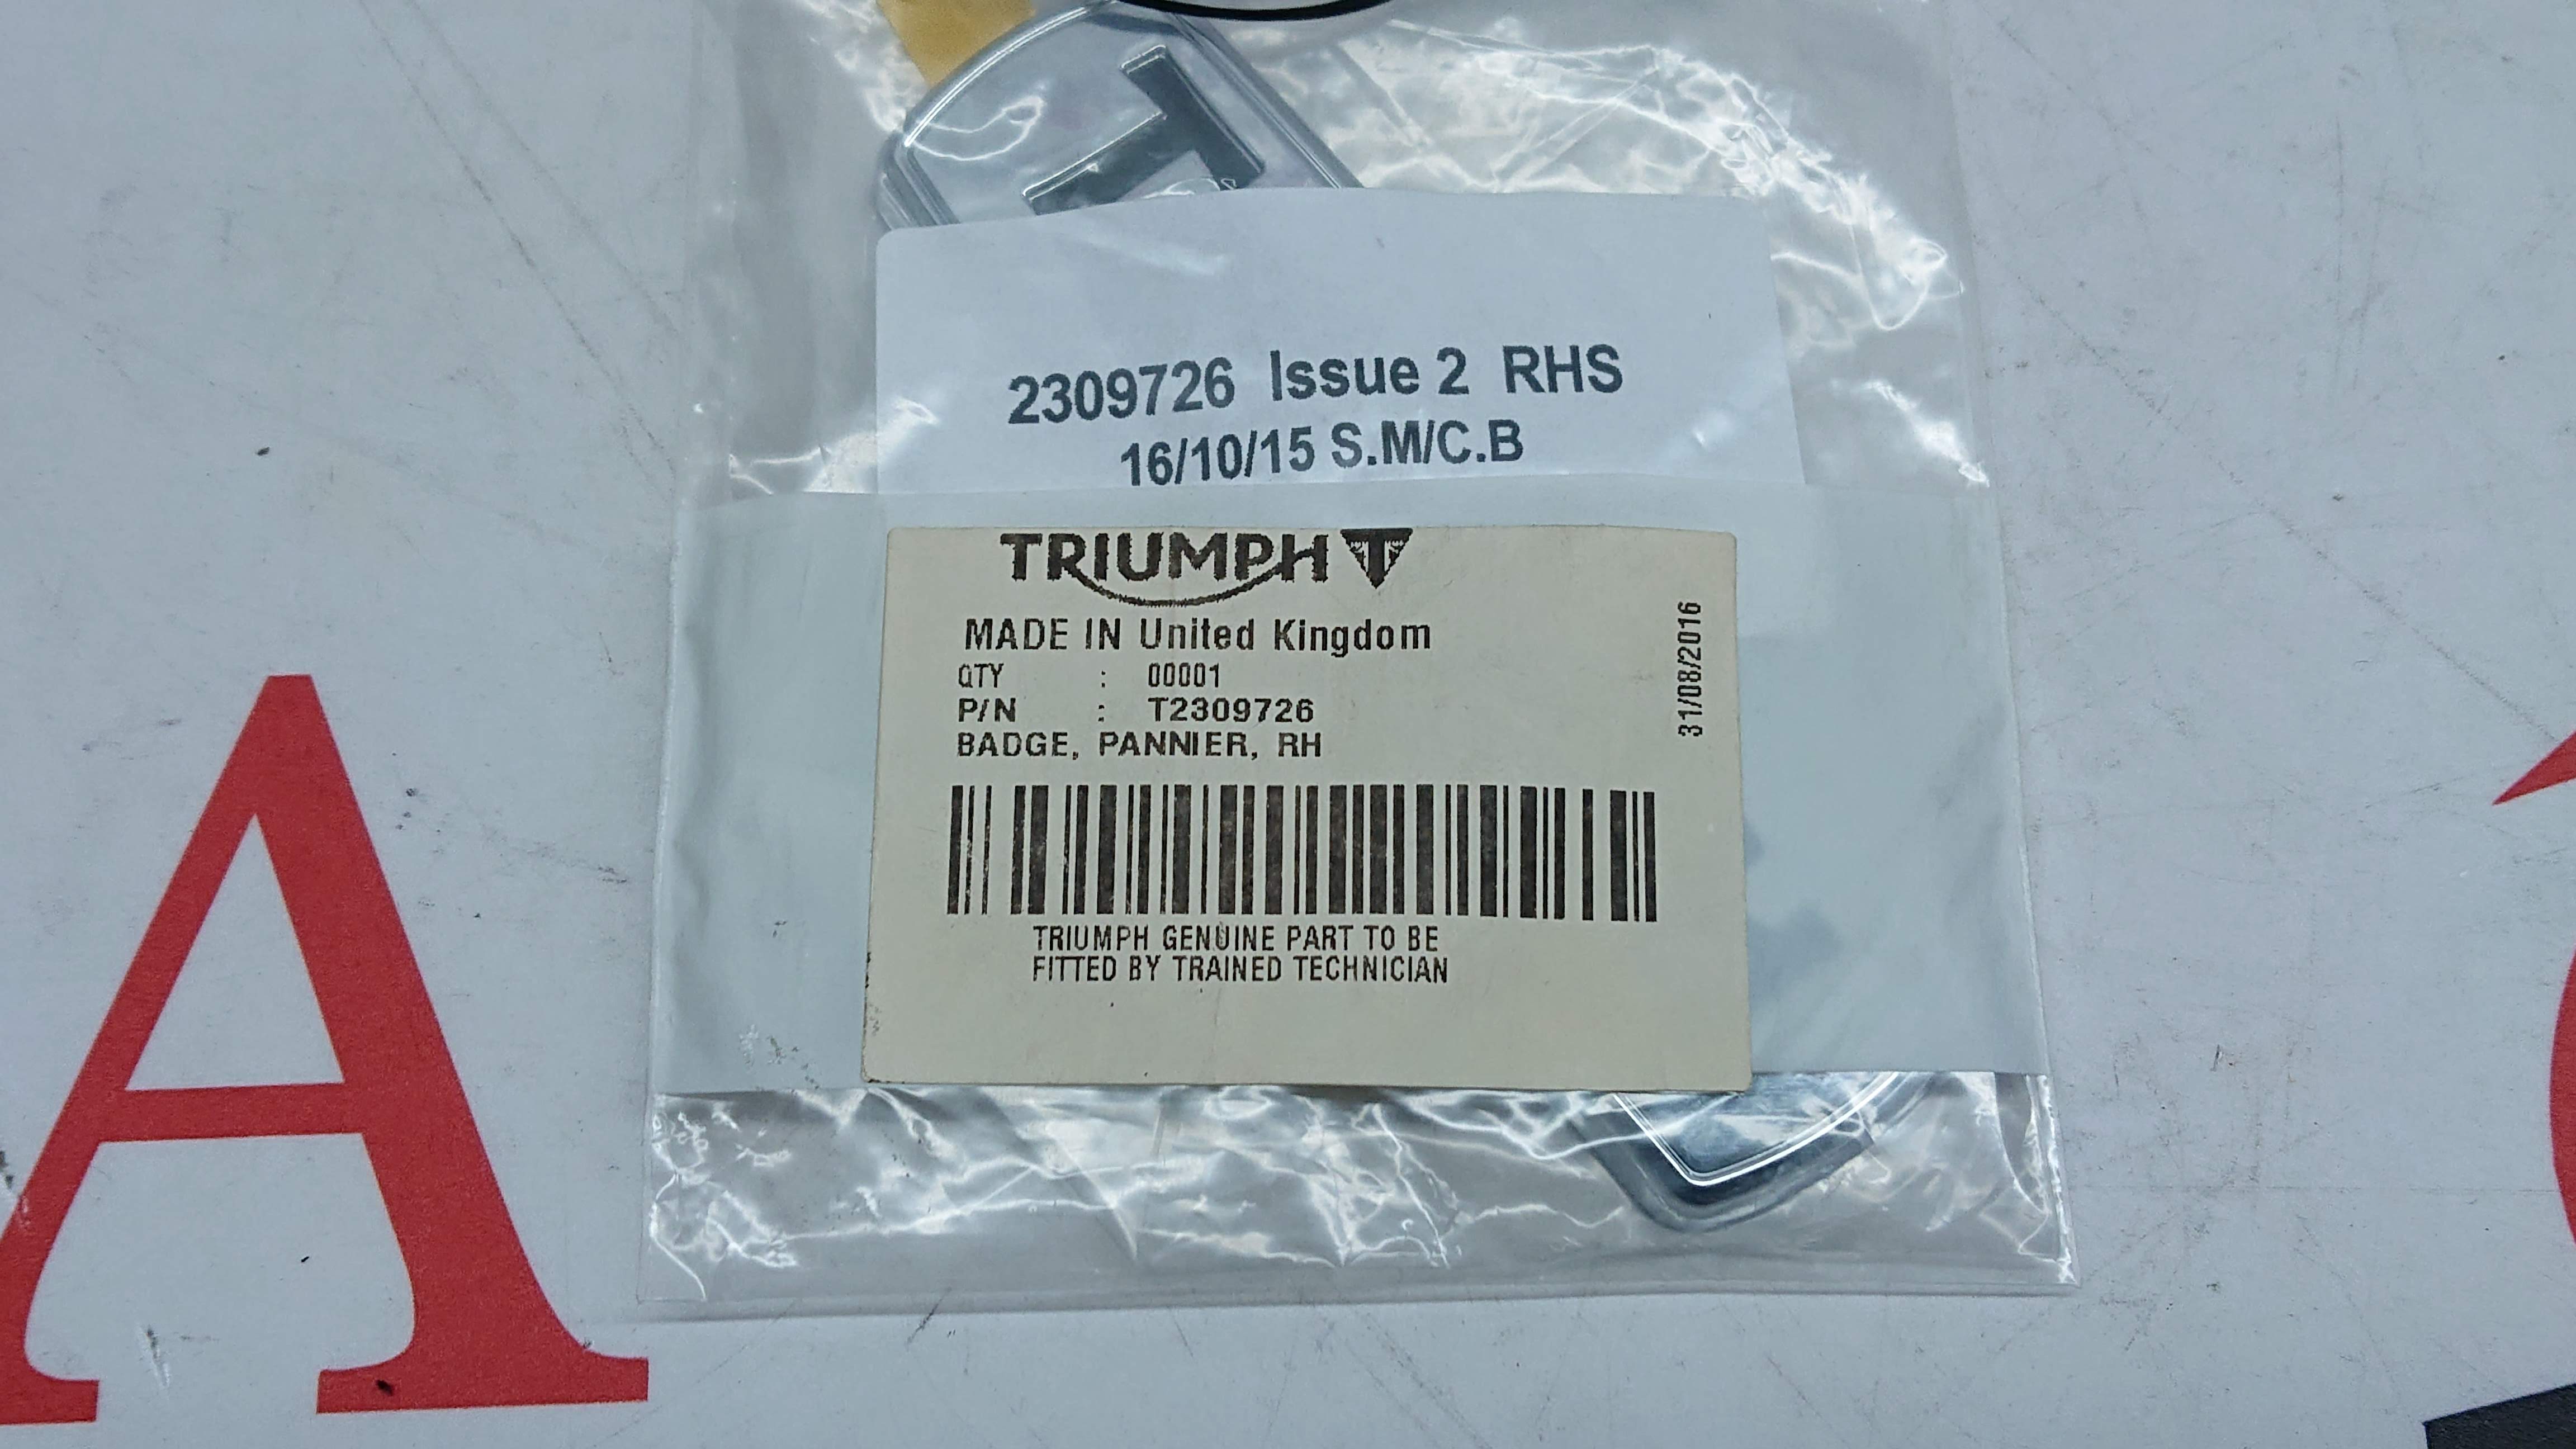 T
2309726 Issue 2 RHS
16/10/15 S.M/C.B
TRIUMPH T
MADE IN United Kingdom
QTY : 00001
P/N : T2309726
BADGE, PANNIER, RH
31/08/2016
TRIUMPH GENUINE PART TO BE
FITTED BY TRAINED TECHNICIAN
A